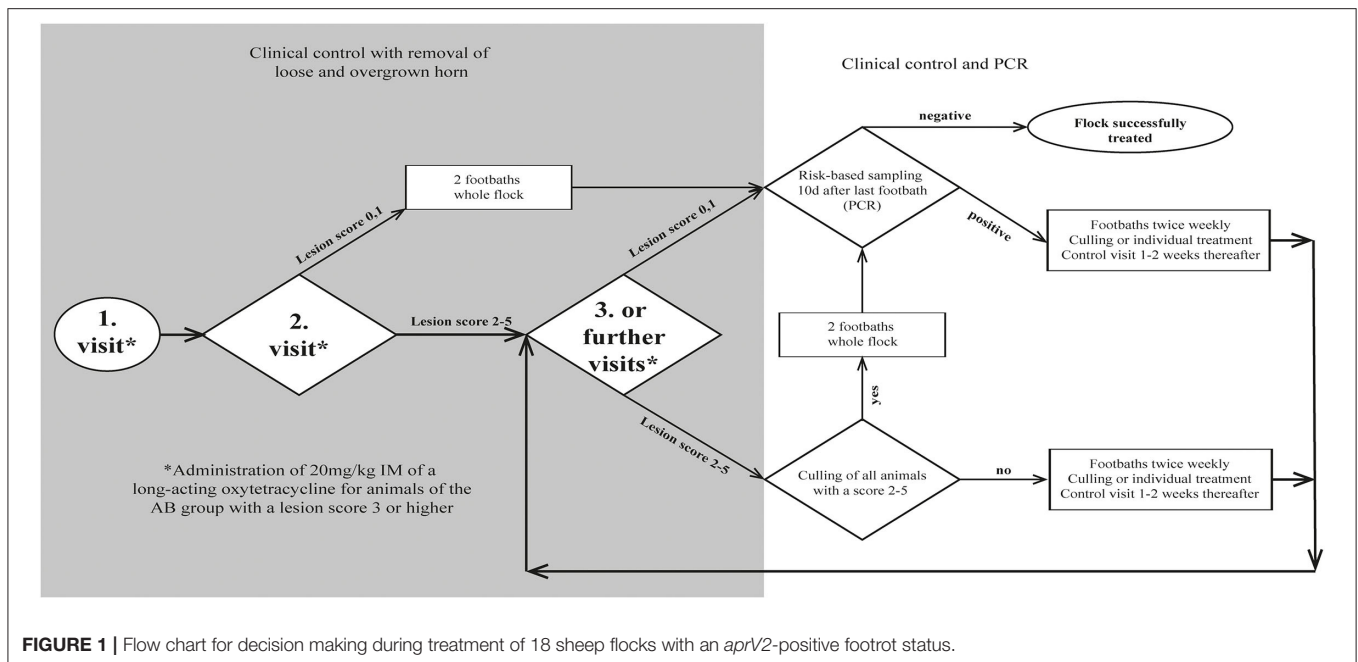 Clinical control with removal of
loose and overgrown horn
Clinical control and PCR
negative
Flock successfully
treated
2 footbaths
whole flock
Risk-based sampling
10d after last footbath
(PCR)
Lesion score 0,1
Lesion score 0,1
positive
Footbaths twice weekly
Culling or individual treatment
Control visit 1-2 weeks thereafter
1.
visit*
2.
visit*
Lesion score 2-5
3. or
further
visits*
2 footbaths
whole flock
yes
Lesion score 2-5
*Administration of 20mg/kg IM of a
long-acting oxytetracycline for animals of the
AB group with a lesion score 3 or higher
Culling of all animals
with a score 2-5
no
Footbaths twice weekly
Culling or individual treatment
Control visit 1-2 weeks thereafter
FIGURE 1 | Flow chart for decision making during treatment of 18 sheep flocks with an aprV2-positive footrot status.